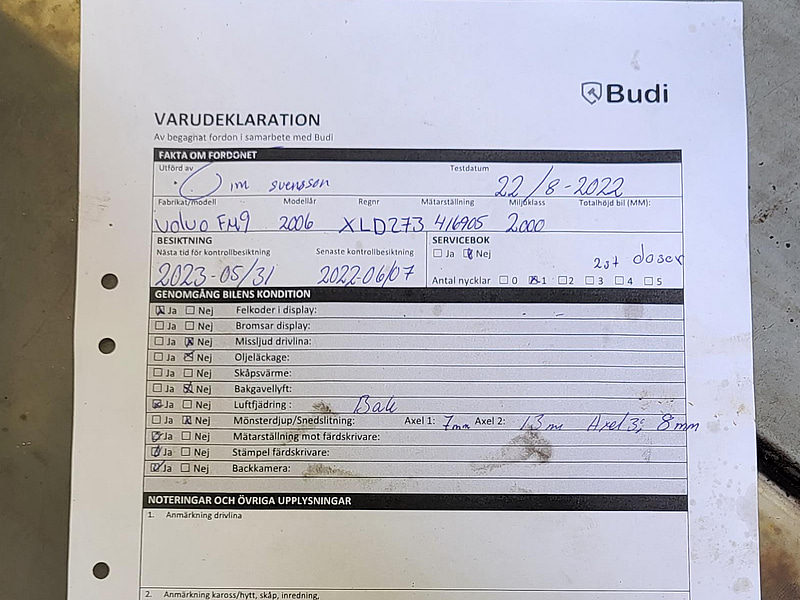 Budi
VARUDEKLARATION
Av begagnat fordon i samarbete med Budi
FAKTA OM FORDONET
Utförd av Testdatum
im svensson 22/8-2022
Fabrikat/modell Modellår Regnr Mätarställning Miljöklass Totalhöjd bil (MM):
Volvo FM9 2006 XLD273 416905 2000
BESIKTNING SERVICEBOK
Nästa tid för kontrollbesiktning Senaste kontrollbesiktning Ja Nej
2023-05/31 2022-06/07 2st doser
Antal nycklar 0 1 2 3 4 5
GENOMGÅNG BILENS KONDITION
Ja Nej Felkoder i display:
Ja Nej Bromsar display:
Ja Nej Missljud drivlina:
Ja Nej Oljeläckage:
Ja Nej Skåpsvärme:
Ja Nej Bakgavellyft:
Ja Nej Luftfjädring: Bak
Ja Nej Mönsterdjup/Snedslitning: Axel 1: 7mm Axel 2: 13 m Axel 3: 8mm
Ja Nej Mätarställning mot färdskrivare:
Ja Nej Stämpel färdskrivare:
Ja Nej Backkamera:
NOTERINGAR OCH ÖVRIGA UPPLYSNINGAR
1. Anmärkning drivlina
2. Anmärkning kaross/hytt, skåp, inredning,